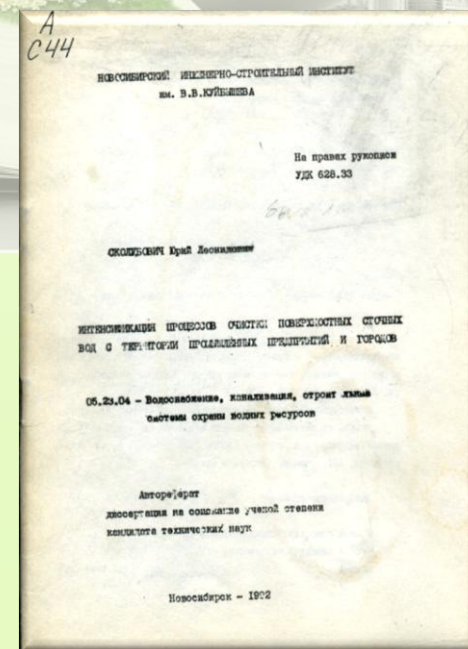 А
С44
НОВОСИБИРСКИЙ ИНЖЕНЕРНО-СТРОИТЕЛЬНЫЙ ИНСТИТУТ
им. В.В.КУЙБЫШЕВА
На правах рукописи
УДК 628.33
СКОЛУБОВИЧ Юрий Леонидович
ИНТЕНСИФИКАЦИЯ ПРОЦЕССОВ ОЧИСТКИ ПОВЕРХНОСТНЫХ СТОЧНЫХ
ВОД С ТЕРРИТОРИИ ПРОМЫШЛЕННЫХ ПРЕДПРИЯТИЙ И ГОРОДОВ
05.23.04 - Водоснабжение, канализация, строительные
системы охраны водных ресурсов
Автореферат
диссертация на соискание ученой степени
кандидата технических наук
Новосибирск - 1992